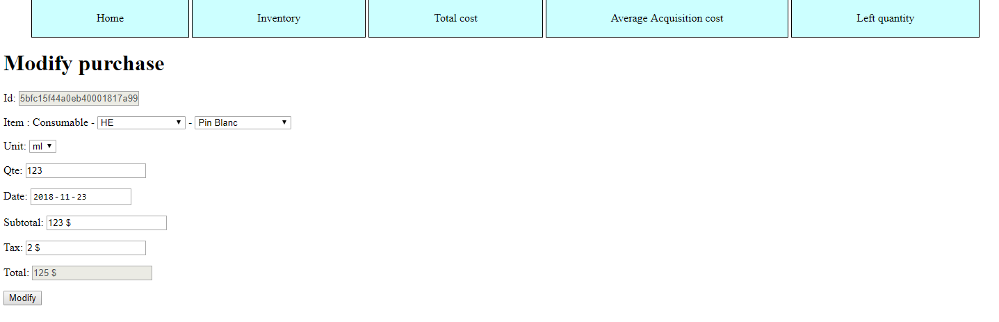 Home Inventory Total cost Average Acquisition cost Left quantity
Modify purchase
Id: 5bfc15f44a0eb40001817a99
Item : Consumable - HE - Pin Blanc
Unit: ml
Qte: 123
Date: 2018-11-23
Subtotal: 123 $
Tax: 2 $
Total: 125 $
Modify